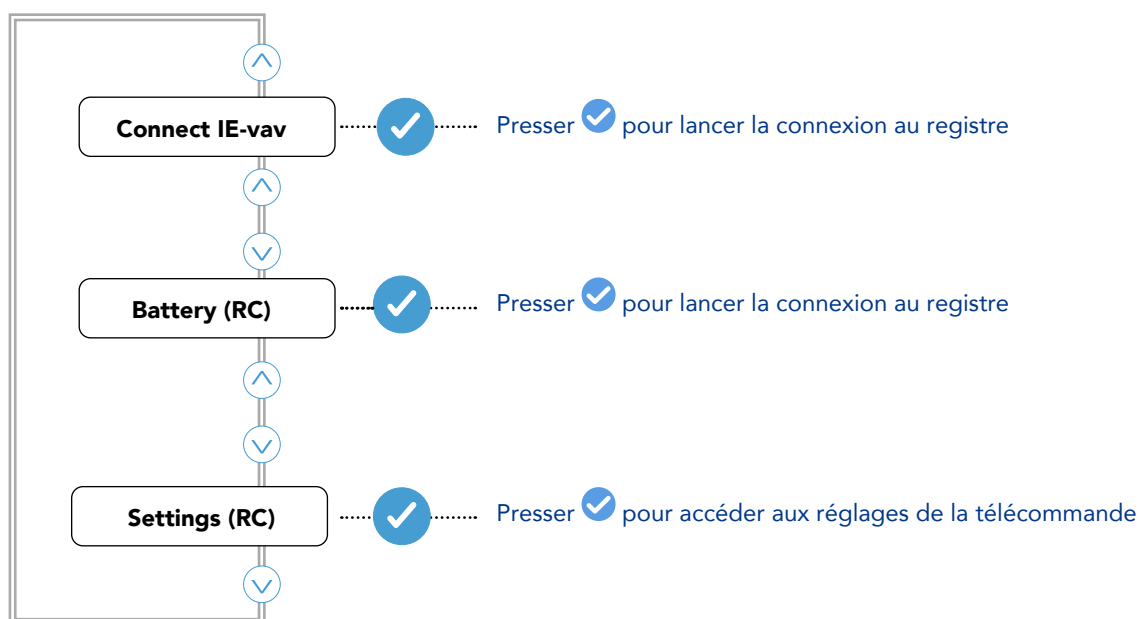 Connect IE-vav
Presser pour lancer la connexion au registre
Battery (RC)
Presser pour lancer la connexion au registre
Settings (RC)
Presser pour accéder aux réglages de la télécommande